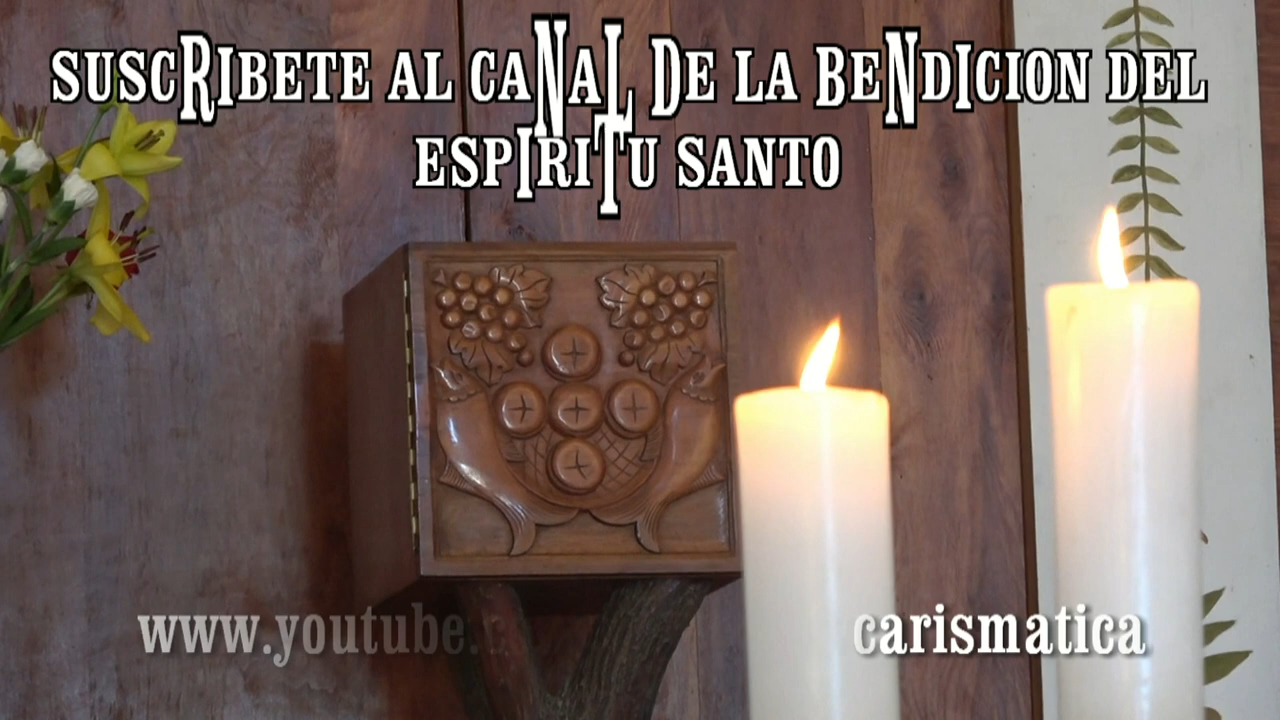 SUSCRIBETE AL CANAL DE LA BENDICION DEL
ESPIRITU SANTO
www.youtube. carismatica